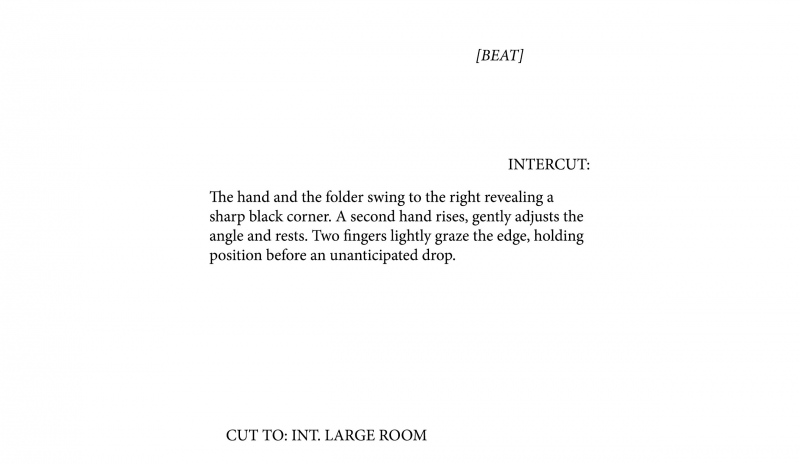 [BEAT]
INTERCUT:
The hand and the folder swing to the right revealing a
sharp black corner. A second hand rises, gently adjusts the
angle and rests. Two fingers lightly graze the edge, holding
position before an unanticipated drop.
CUT TO: INT. LARGE ROOM